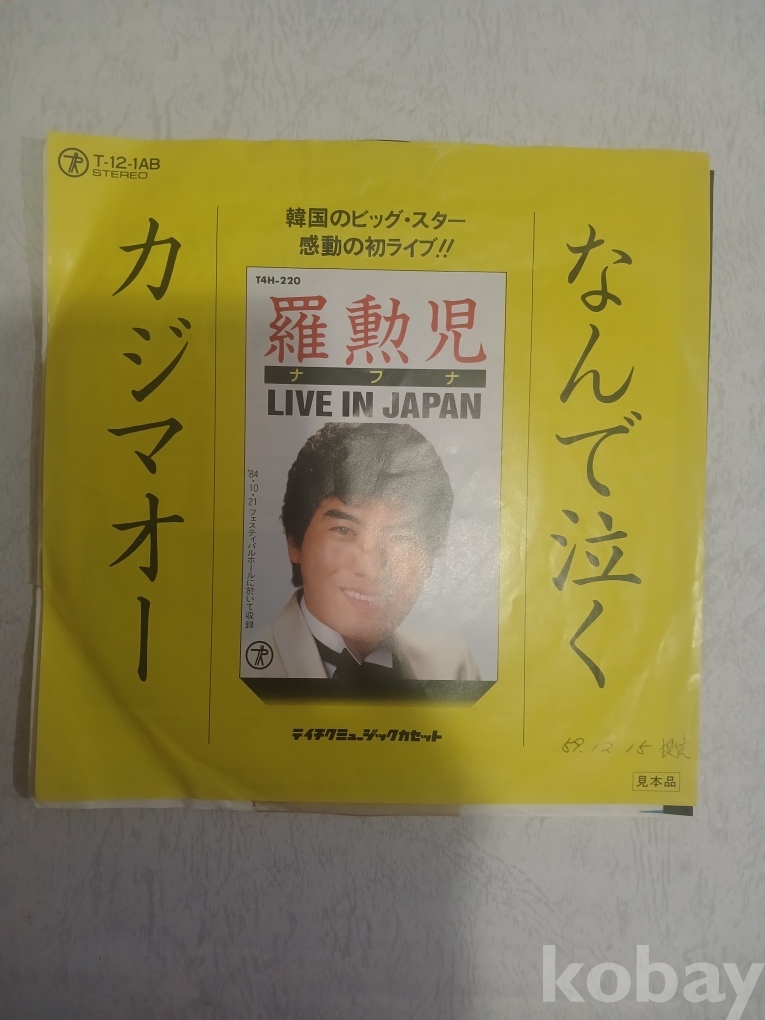 T-12-1AB
STEREO
韓国のビッグ・スター
感動の初ライブ!!
なんで泣く
カジマオー
T4H-220
羅勲児
ナフナ
LIVE IN JAPAN
'84・10・21 フェスティバルホールに於いて収録
テイチクミュージックカセット
59.12.15
見本品
kobay